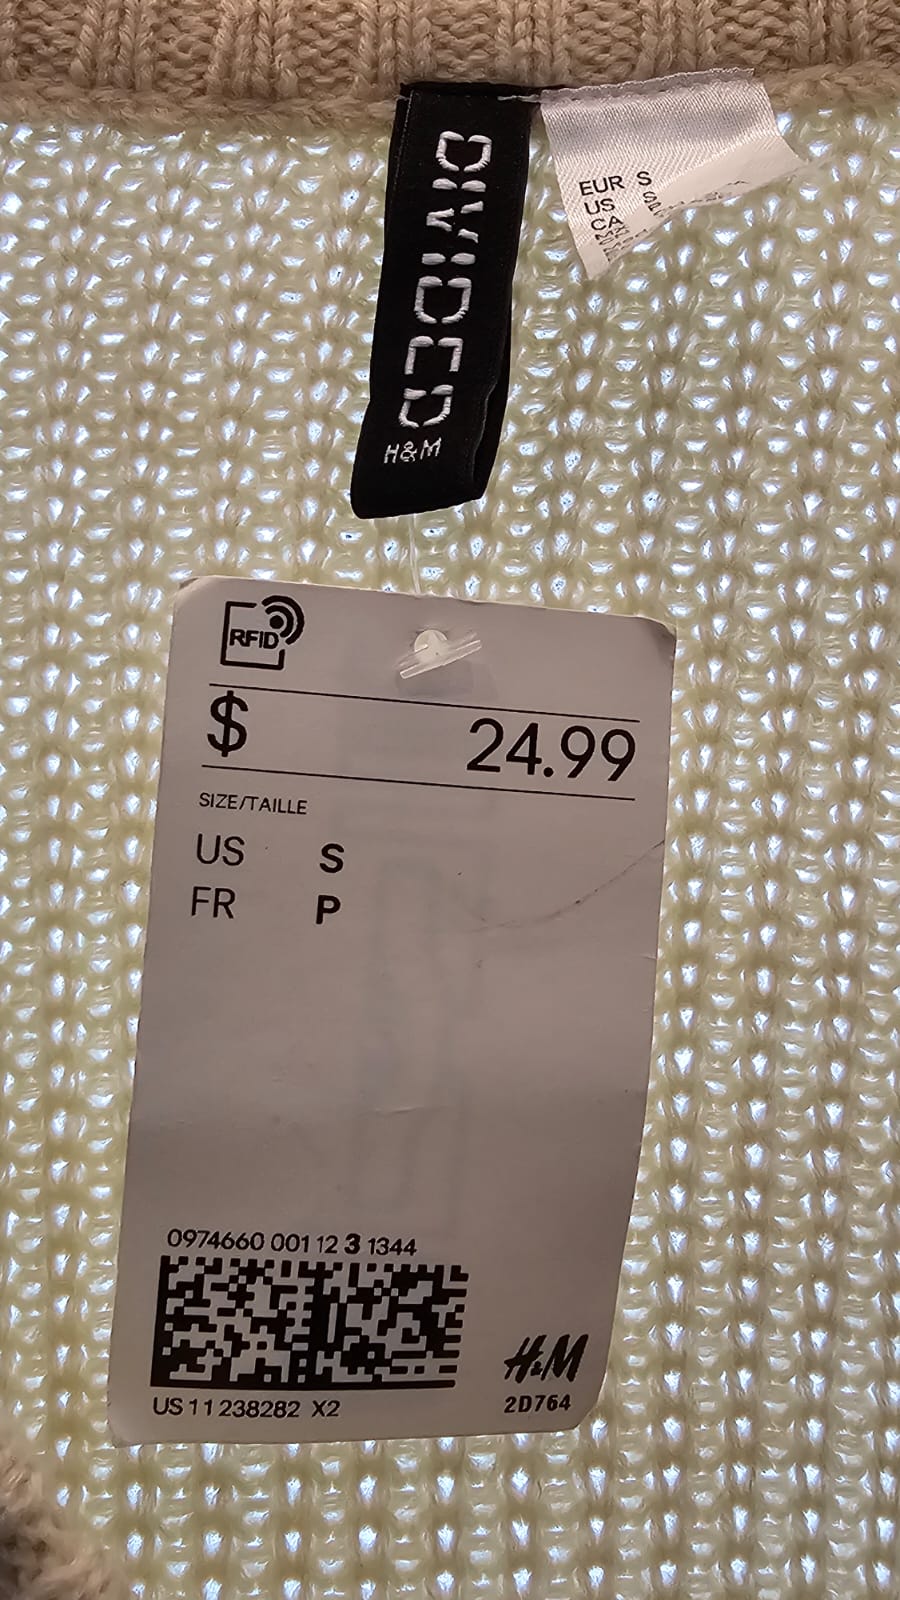 DIVIDED
H&M
EUR S
US S
CA
RFID
$ 24.99
SIZE/TAILLE
US S
FR P
0974660 001 12 3 1344
US 11 238282 X2
H&M
2D764